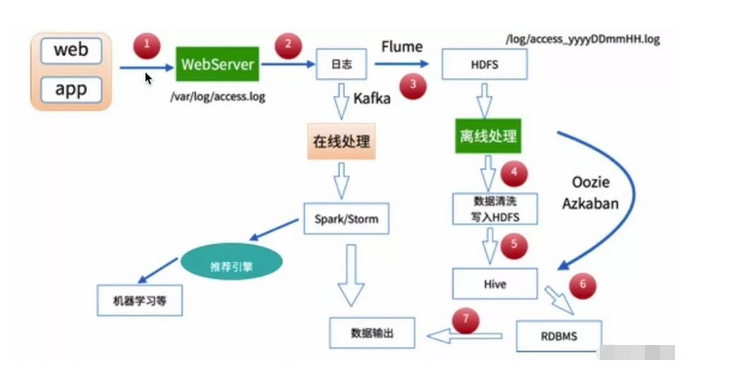 /log/access_yyyyDDmmHH.log
web
1
2
Flume
WebServer
日志
HDFS
app
3
/var/log/access.log
Kafka
在线处理
离线处理
4
Oozie
Azkaban
数据清洗
写入HDFS
Spark/Storm
5
推荐引擎
Hive
6
机器学习等
7
数据输出
RDBMS